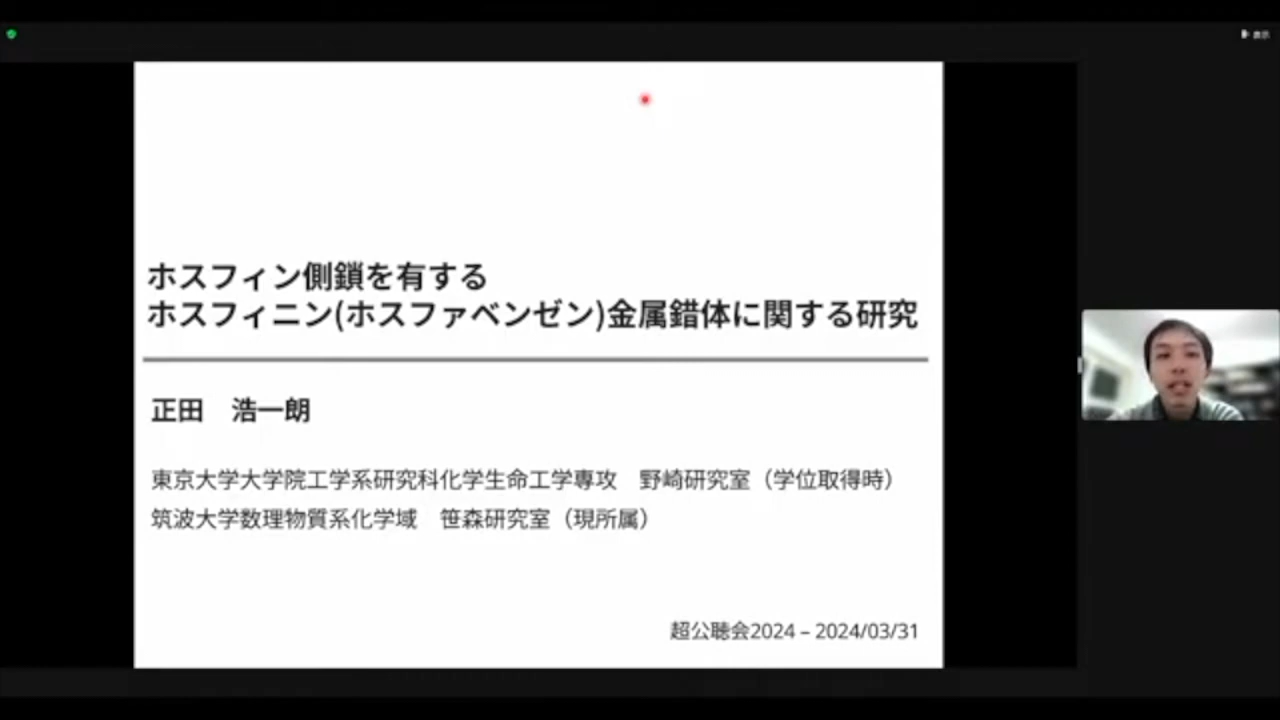 表示
ホスフィン側鎖を有する
ホスフィニン(ホスファベンゼン)金属錯体に関する研究
正田　浩一朗
東京大学大学院工学系研究科化学生命工学専攻　野崎研究室（学位取得時）
筑波大学数理物質系化学域　笹森研究室（現所属）
超公聴会2024 – 2024/03/31